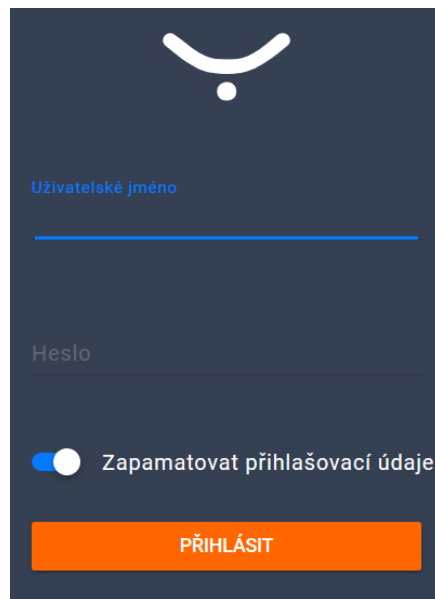 Uživatelské jméno
Heslo
Zapamatovat přihlašovací údaje
PŘIHLÁSIT